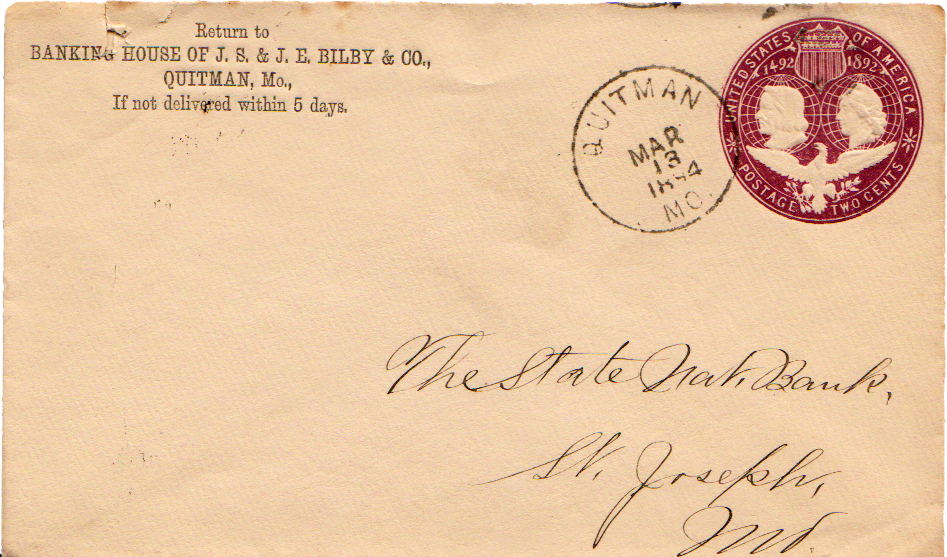 Return to
BANKING HOUSE OF J. S. & J. E. BILBY & CO.,
QUITMAN, Mo.,
If not delivered within 5 days.
QUITMAN
MAR
13
1894
MO.
UNITED STATES OF AMERICA
1492 1892
POSTAGE TWO CENTS
The State Nat. Bank,
St. Joseph,
Mo.